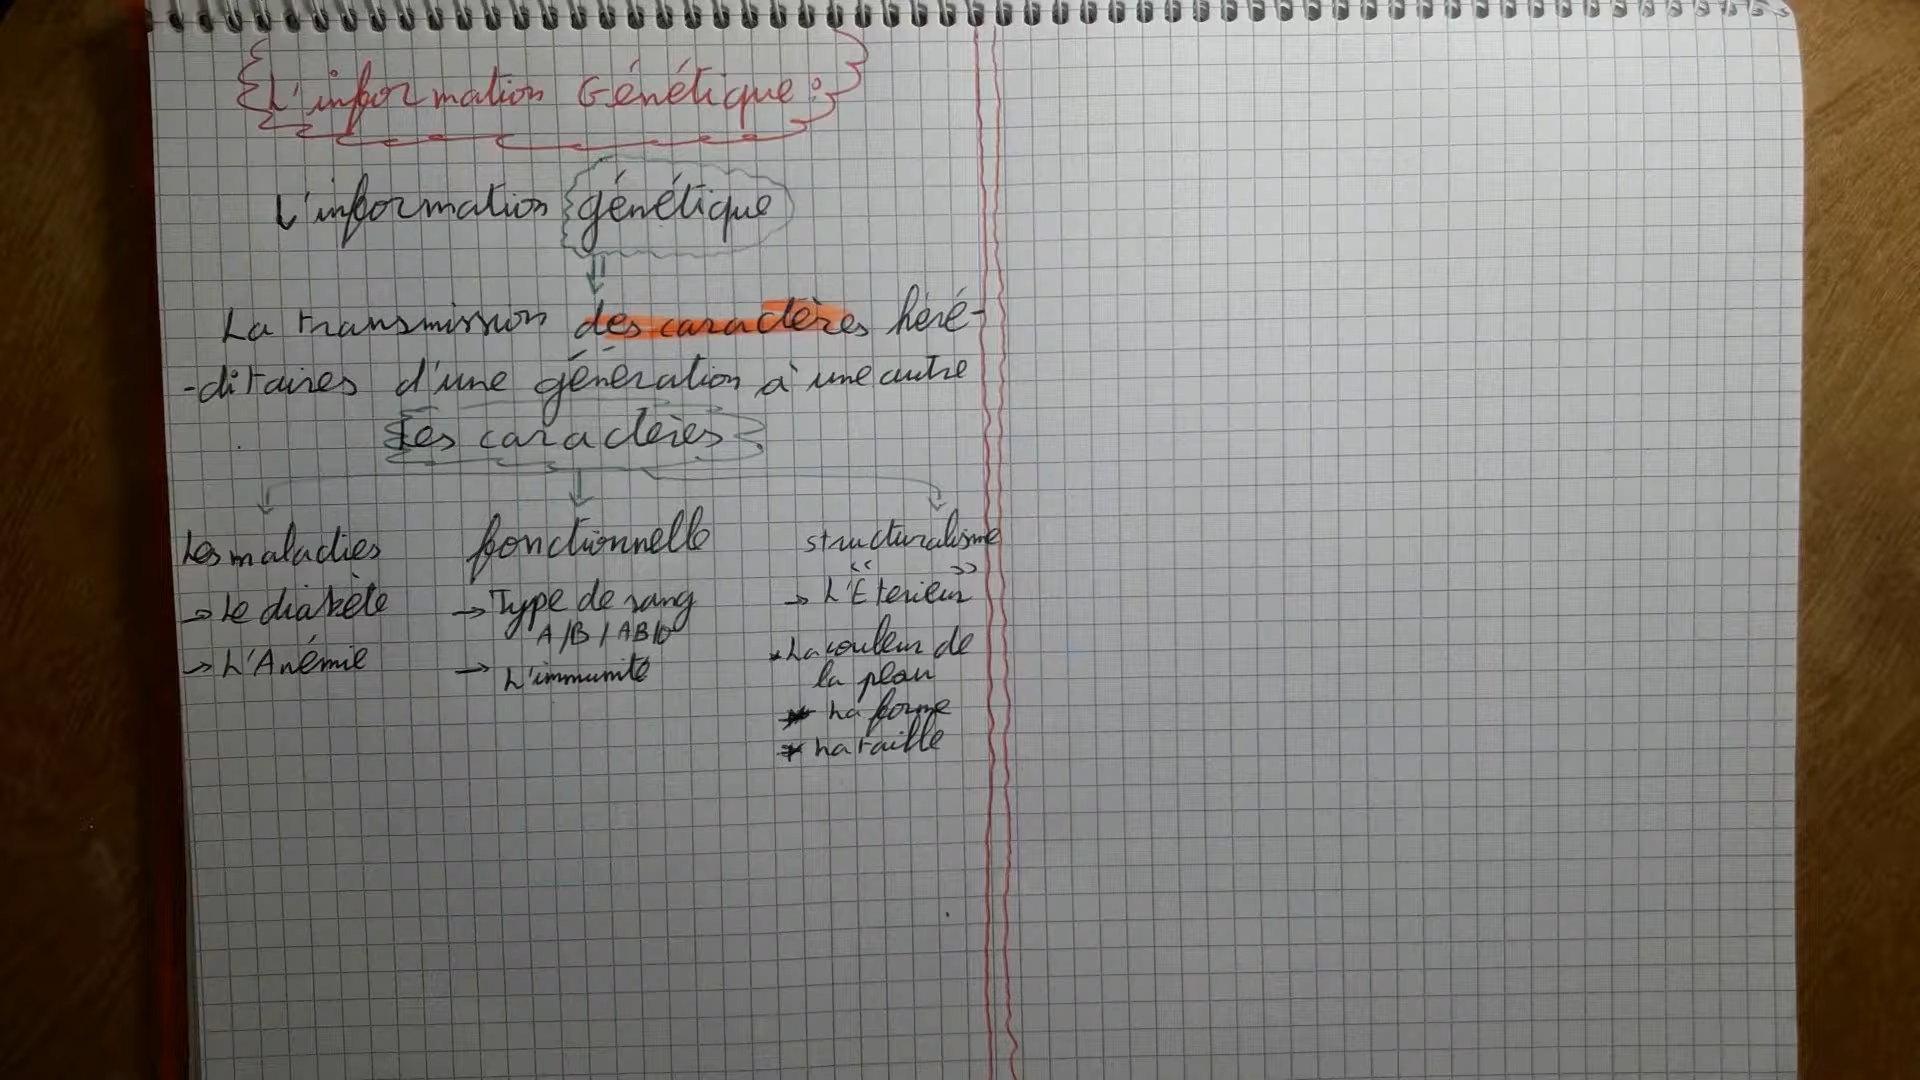 L'information Génétique :
L'information génétique
La transmission des caractères héré-
-ditaires d'une génération à une autre
Les caractères
Les maladies
→ Le diabète
→ L'Anémie
fonctionnelle
→ Type de sang
A/B/AB/O
→ L'immunité
structuralisme
→ L'"Eterieur"
* La couleur de
la peau
* La forme
* La taille